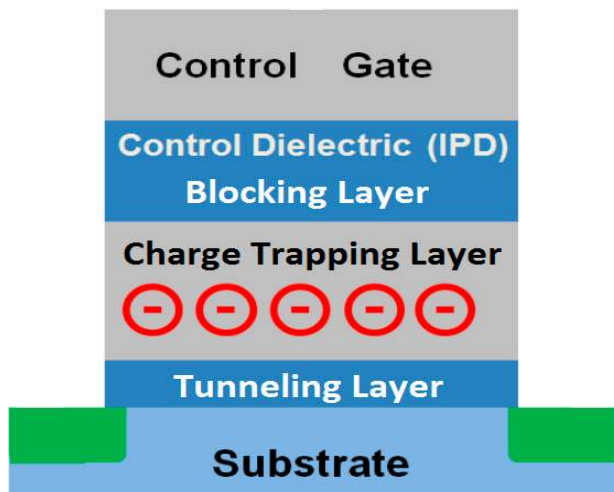 Control Gate
Control Dielectric (IPD)
Blocking Layer
Charge Trapping Layer
- - - - -
Tunneling Layer
Substrate